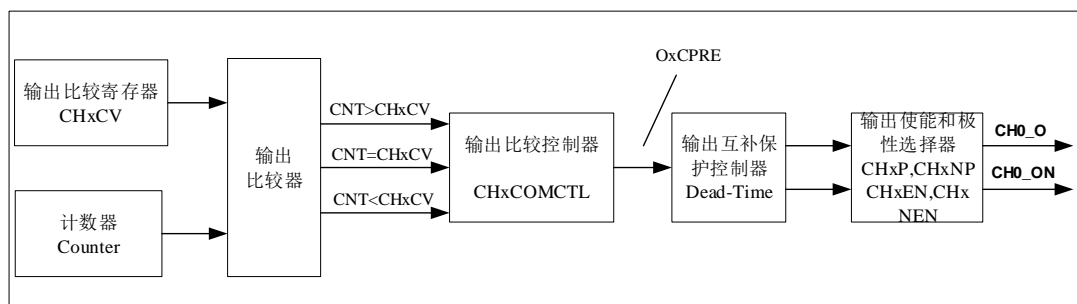 OxCPRE
输出比较寄存器
CHxCV
计数器
Counter
输出
比较器
CNT>CHxCV
CNT=CHxCV
CNT<CHxCV
输出比较控制器
CHxCOMCTL
输出互补保
护控制器
Dead-Time
输出使能和极
性选择器
CHxP,CHxNP
CHxEN,CHx
NEN
CH0_O
CH0_ON